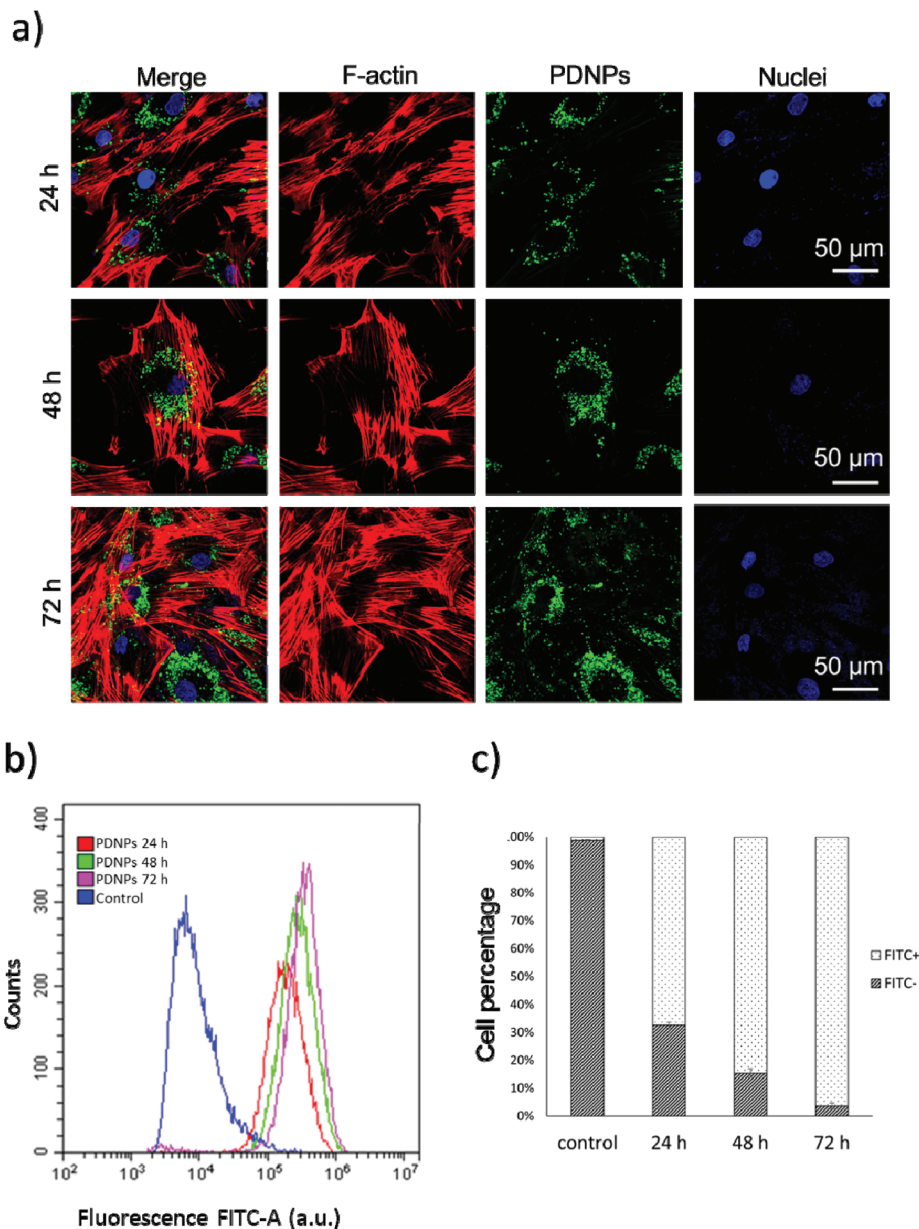 a)
Merge F-actin PDNPs Nuclei
24 h
50 µm
48 h
50 µm
72 h
50 µm
b)
400
300
200
100
0
Counts
PDNPs 24 h
PDNPs 48 h
PDNPs 72 h
Control
10² 10³ 10⁴ 10⁵ 10⁶ 10⁷
Fluorescence FITC-A (a.u.)
c)
100%
90%
80%
70%
60%
50%
40%
30%
20%
10%
0%
Cell percentage
control 24 h 48 h 72 h
FITC+
FITC-